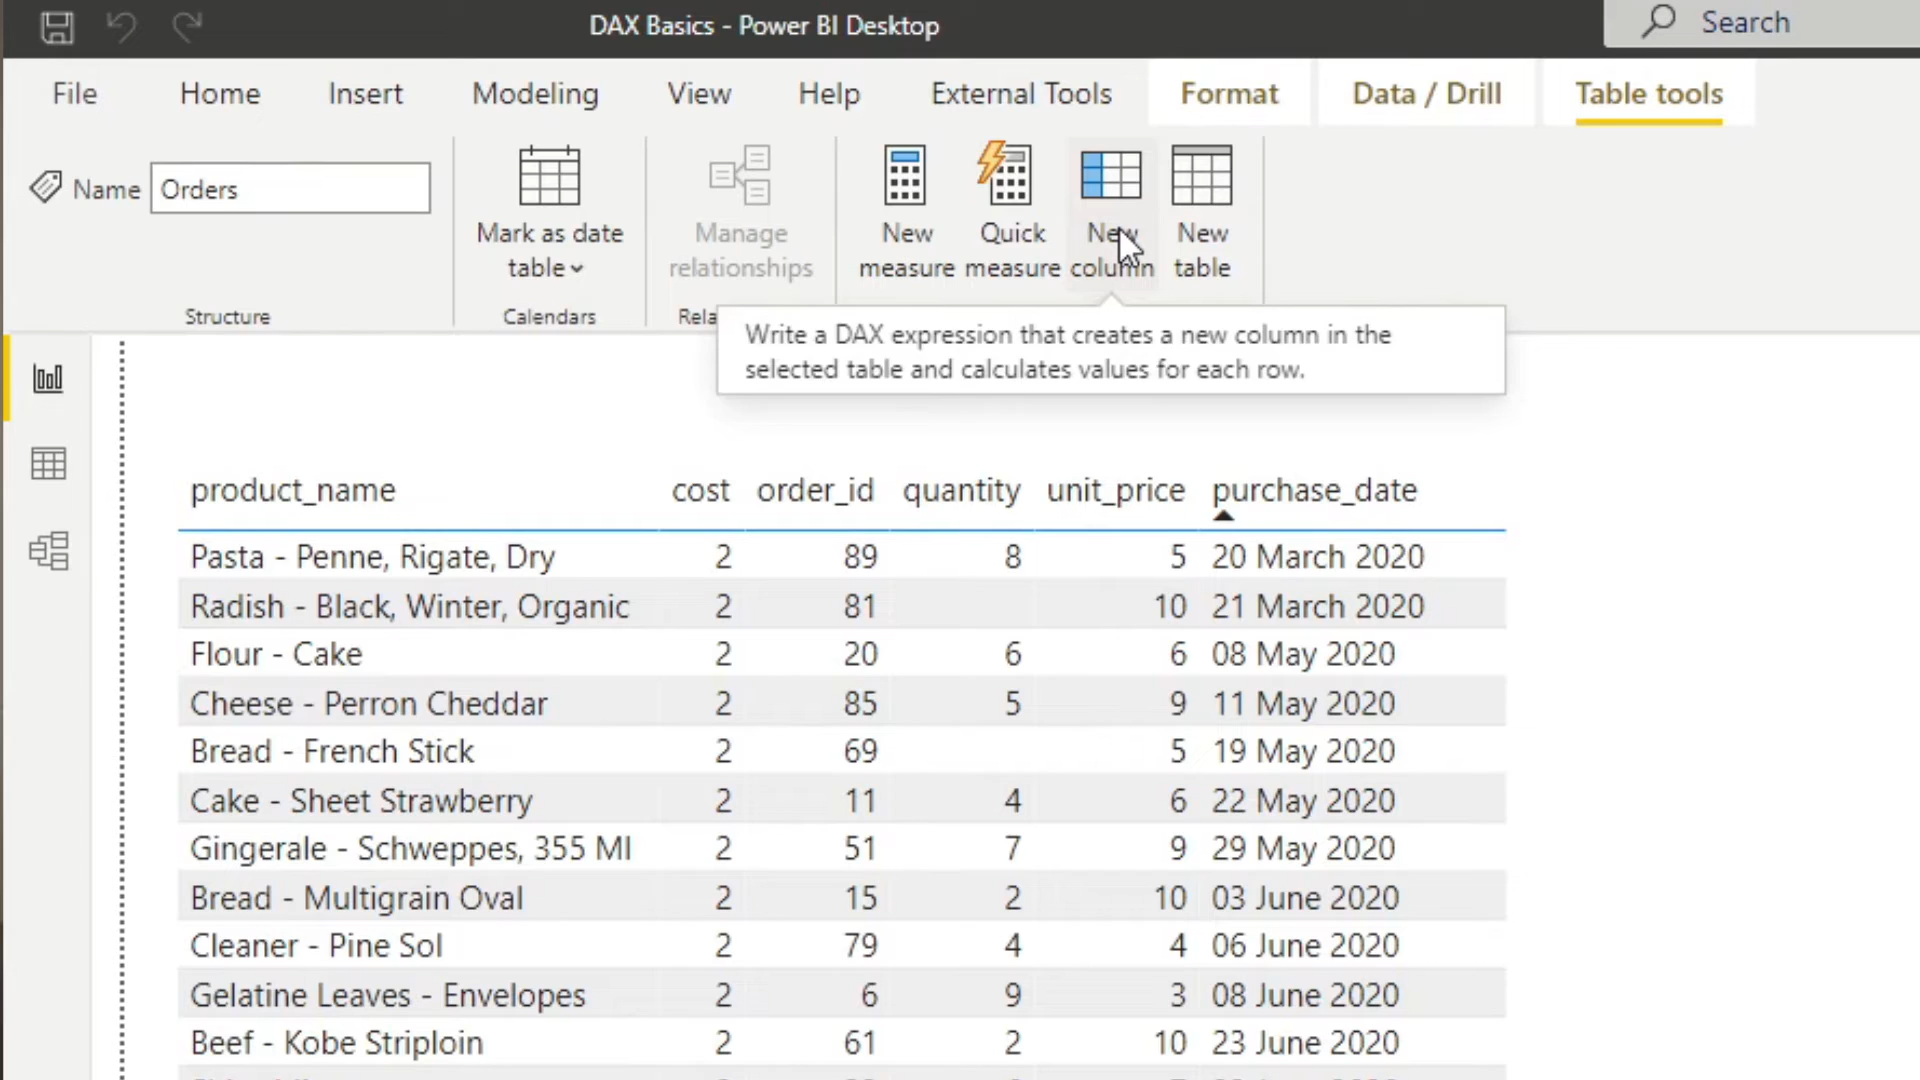 DAX Basics - Power BI Desktop
Search
File Home Insert Modeling View Help External Tools Format Data / Drill Table tools
Name Orders
Mark as date table
Manage relationships
New measure
Quick measure
New column
New table
Structure
Calendars
Rela
Write a DAX expression that creates a new column in the
selected table and calculates values for each row.
product_name cost order_id quantity unit_price purchase_date
Pasta - Penne, Rigate, Dry 2 89 8 5 20 March 2020
Radish - Black, Winter, Organic 2 81 10 21 March 2020
Flour - Cake 2 20 6 6 08 May 2020
Cheese - Perron Cheddar 2 85 5 9 11 May 2020
Bread - French Stick 2 69 5 19 May 2020
Cake - Sheet Strawberry 2 11 4 6 22 May 2020
Gingerale - Schweppes, 355 Ml 2 51 7 9 29 May 2020
Bread - Multigrain Oval 2 15 2 10 03 June 2020
Cleaner - Pine Sol 2 79 4 4 06 June 2020
Gelatine Leaves - Envelopes 2 6 9 3 08 June 2020
Beef - Kobe Striploin 2 61 2 10 23 June 2020